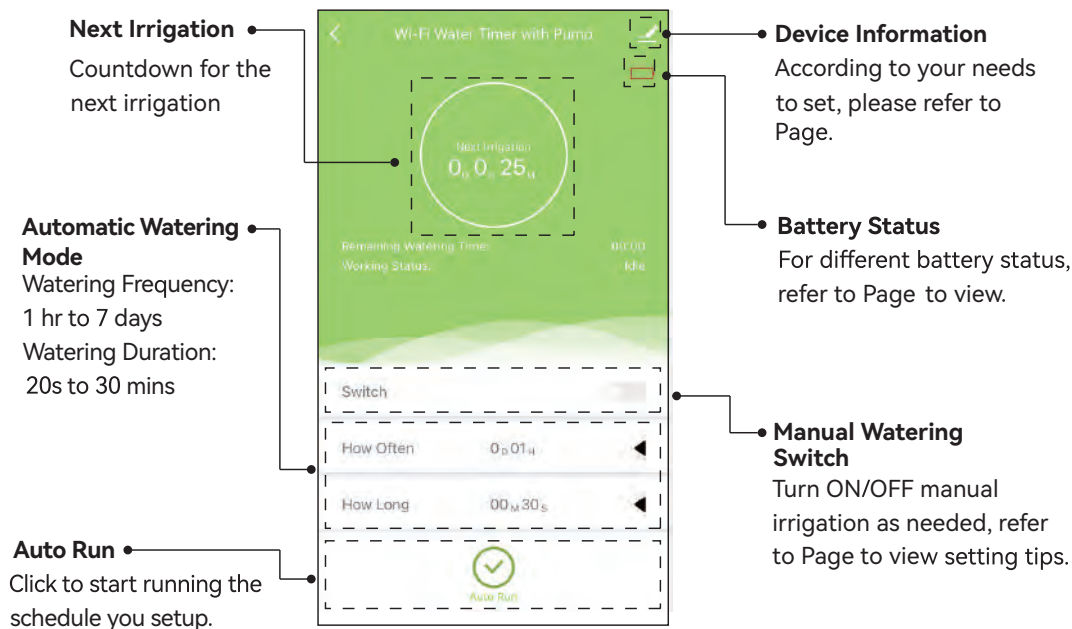 Next Irrigation
Countdown for the
next irrigation
Automatic Watering
Mode
Watering Frequency:
1 hr to 7 days
Watering Duration:
20s to 30 mins
Auto Run
Click to start running the
schedule you setup.
Wi-Fi Water Timer with Pump
Next Irrigation
0D 0H 25M
Remaining Watering Time: 00:00
Working Status: Idle
Switch
How Often 0D 01H
How Long 00M 30S
Auto Run
Device Information
According to your needs
to set, please refer to
Page.
Battery Status
For different battery status,
refer to Page to view.
Manual Watering
Switch
Turn ON/OFF manual
irrigation as needed, refer
to Page to view setting tips.